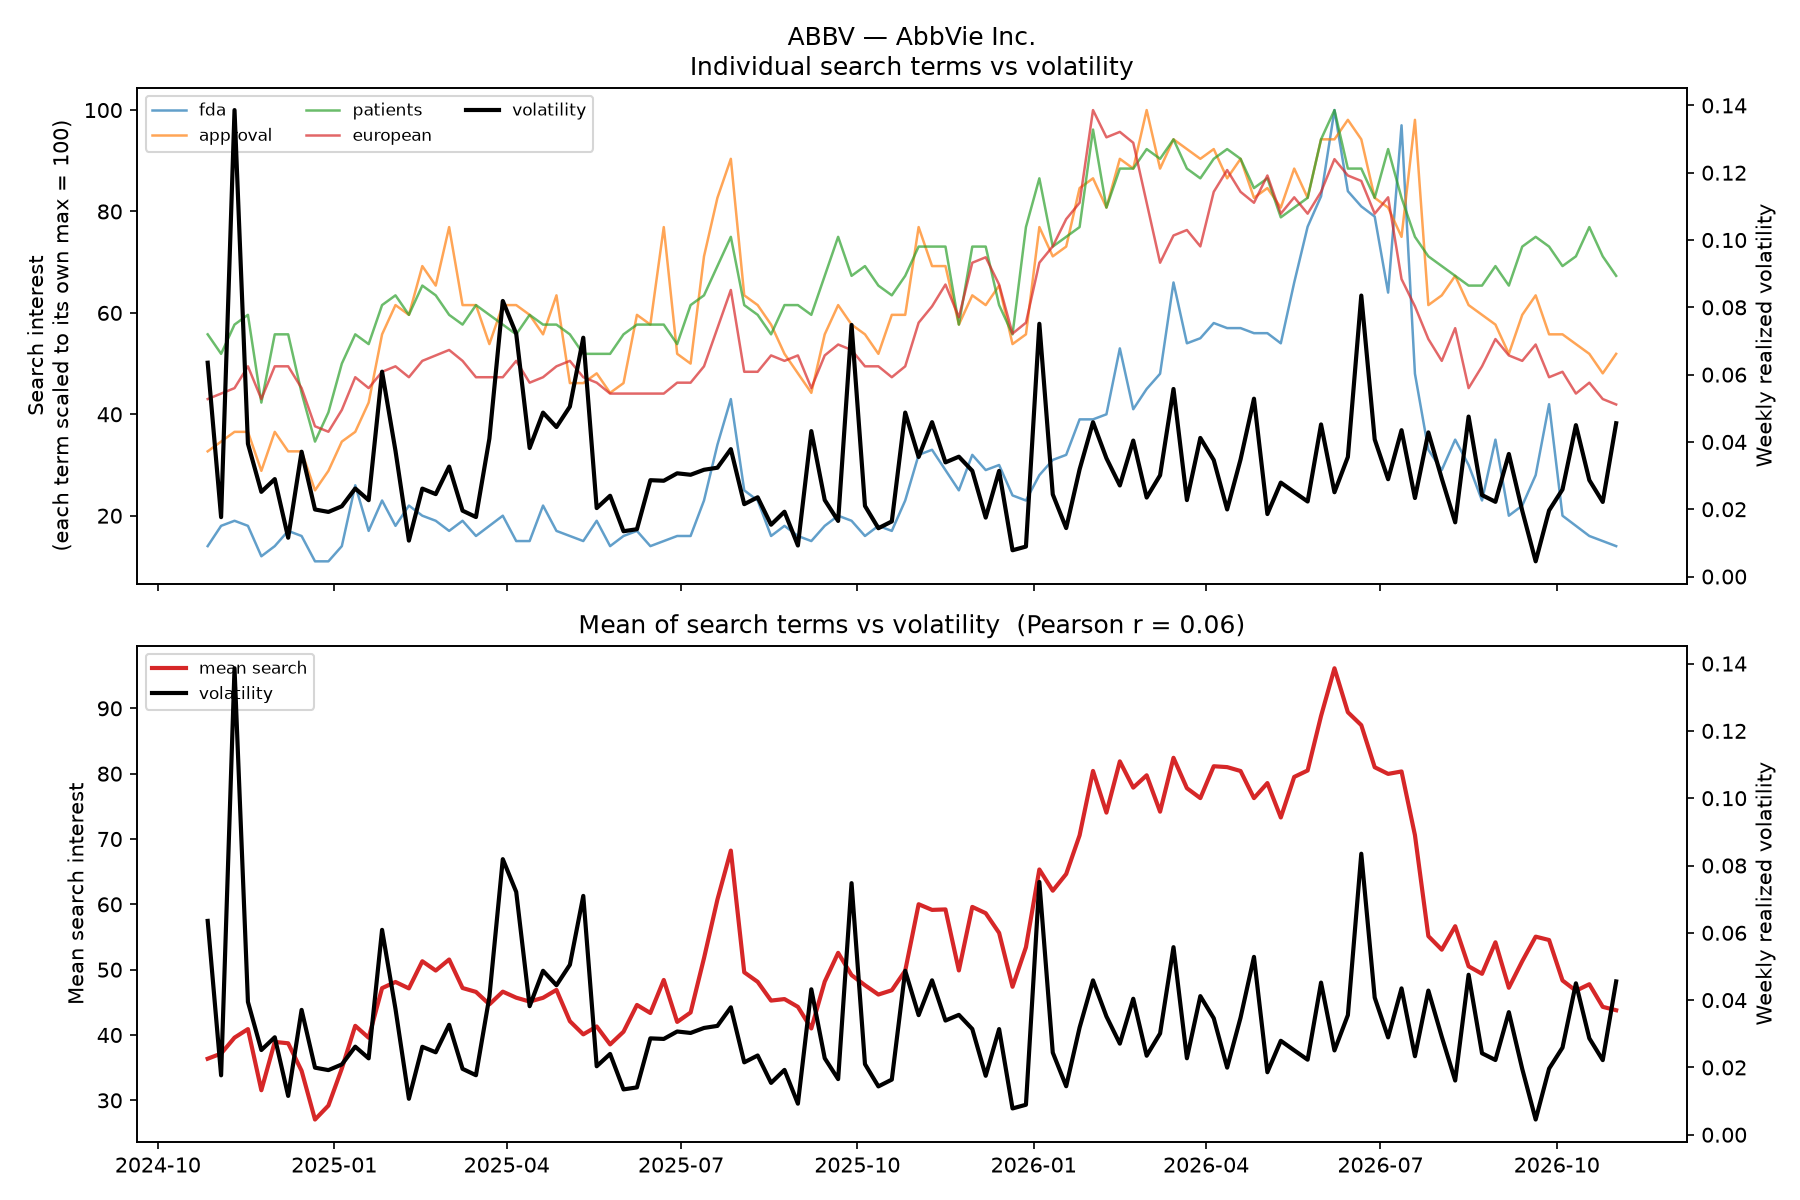 ABBV — AbbVie Inc.
Individual search terms vs volatility
fda
approval
patients
european
volatility
Search interest
(each term scaled to its own max = 100)
100
80
60
40
20
Weekly realized volatility
0.14
0.12
0.10
0.08
0.06
0.04
0.02
0.00
Mean of search terms vs volatility  (Pearson r = 0.06)
mean search
volatility
Mean search interest
90
80
70
60
50
40
30
Weekly realized volatility
0.14
0.12
0.10
0.08
0.06
0.04
0.02
0.00
2024-10
2025-01
2025-04
2025-07
2025-10
2026-01
2026-04
2026-07
2026-10